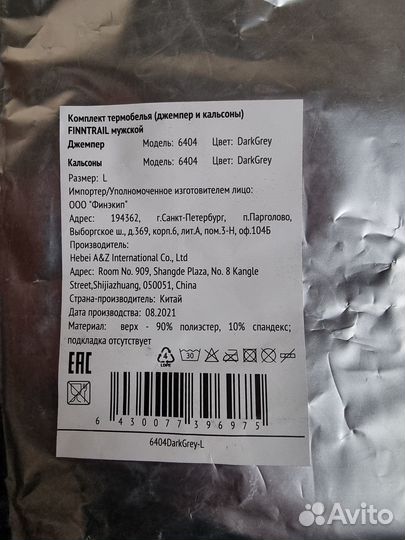 Комплект термобелья (джемпер и кальсоны)
FINNTRAIL мужской
Джемпер Модель: 6404 Цвет: DarkGrey
Кальсоны Модель: 6404 Цвет: DarkGrey
Размер: L
Импортер/Уполномоченное изготовителем лицо:
ООО "Финэкип"
Адрес: 194362, г.Санкт-Петербург, п.Парголово,
Выборгское ш., д.369, корп.6, лит.А, пом.3-Н, оф.104Б
Производитель:
Hebei A&Z International Co., Ltd
Адрес: Room No. 909, Shangde Plaza, No. 8 Kangle
Street,Shijiazhuang, 050051, China
Страна-производитель: Китай
Дата производства: 08.2021
Материал: верх - 90% полиэстер, 10% спандекс;
подкладка отсутствует
EAC 4 LDPE 30 A
6 430077 396975
6404DarkGrey-L
Avito